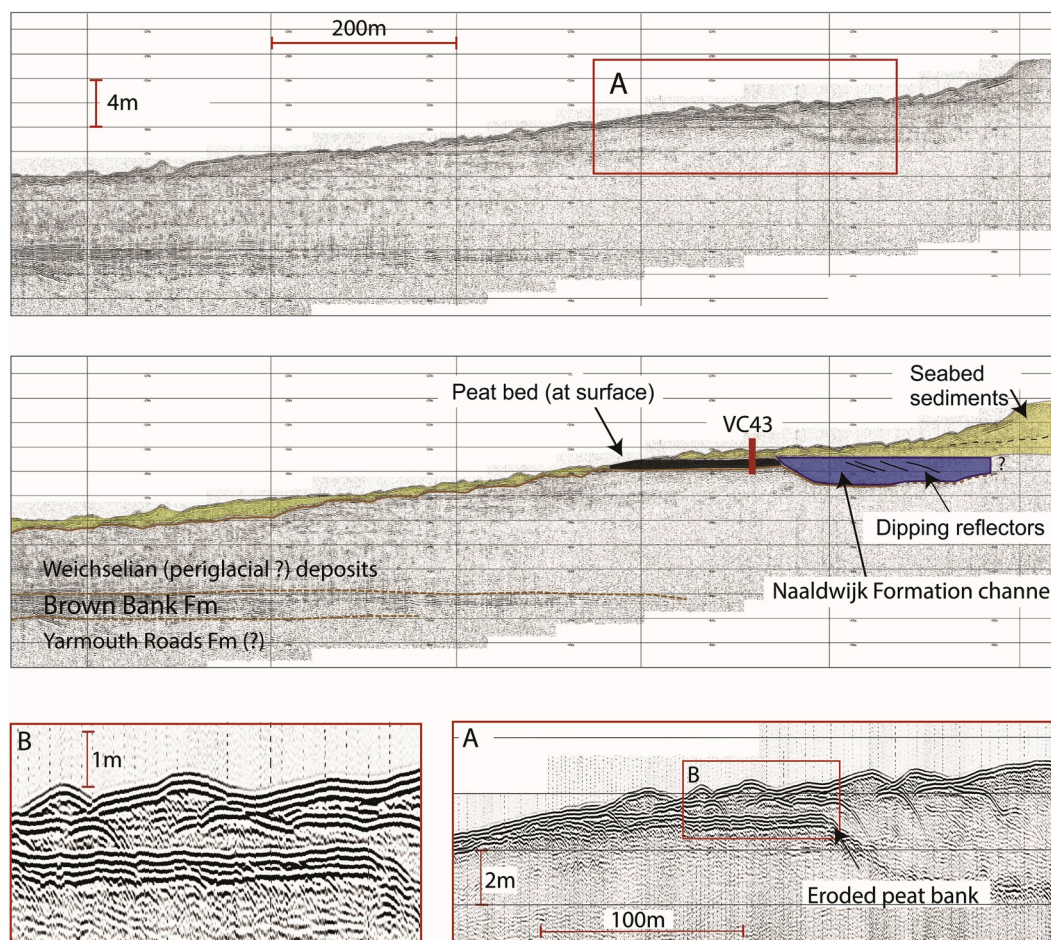 200m
4m
A
Peat bed (at surface)
VC43
Seabed
sediments
?
Dipping reflectors
Naaldwijk Formation channe
Weichselian (periglacial ?) deposits
Brown Bank Fm
Yarmouth Roads Fm (?)
B
1m
A
B
2m
100m
Eroded peat bank